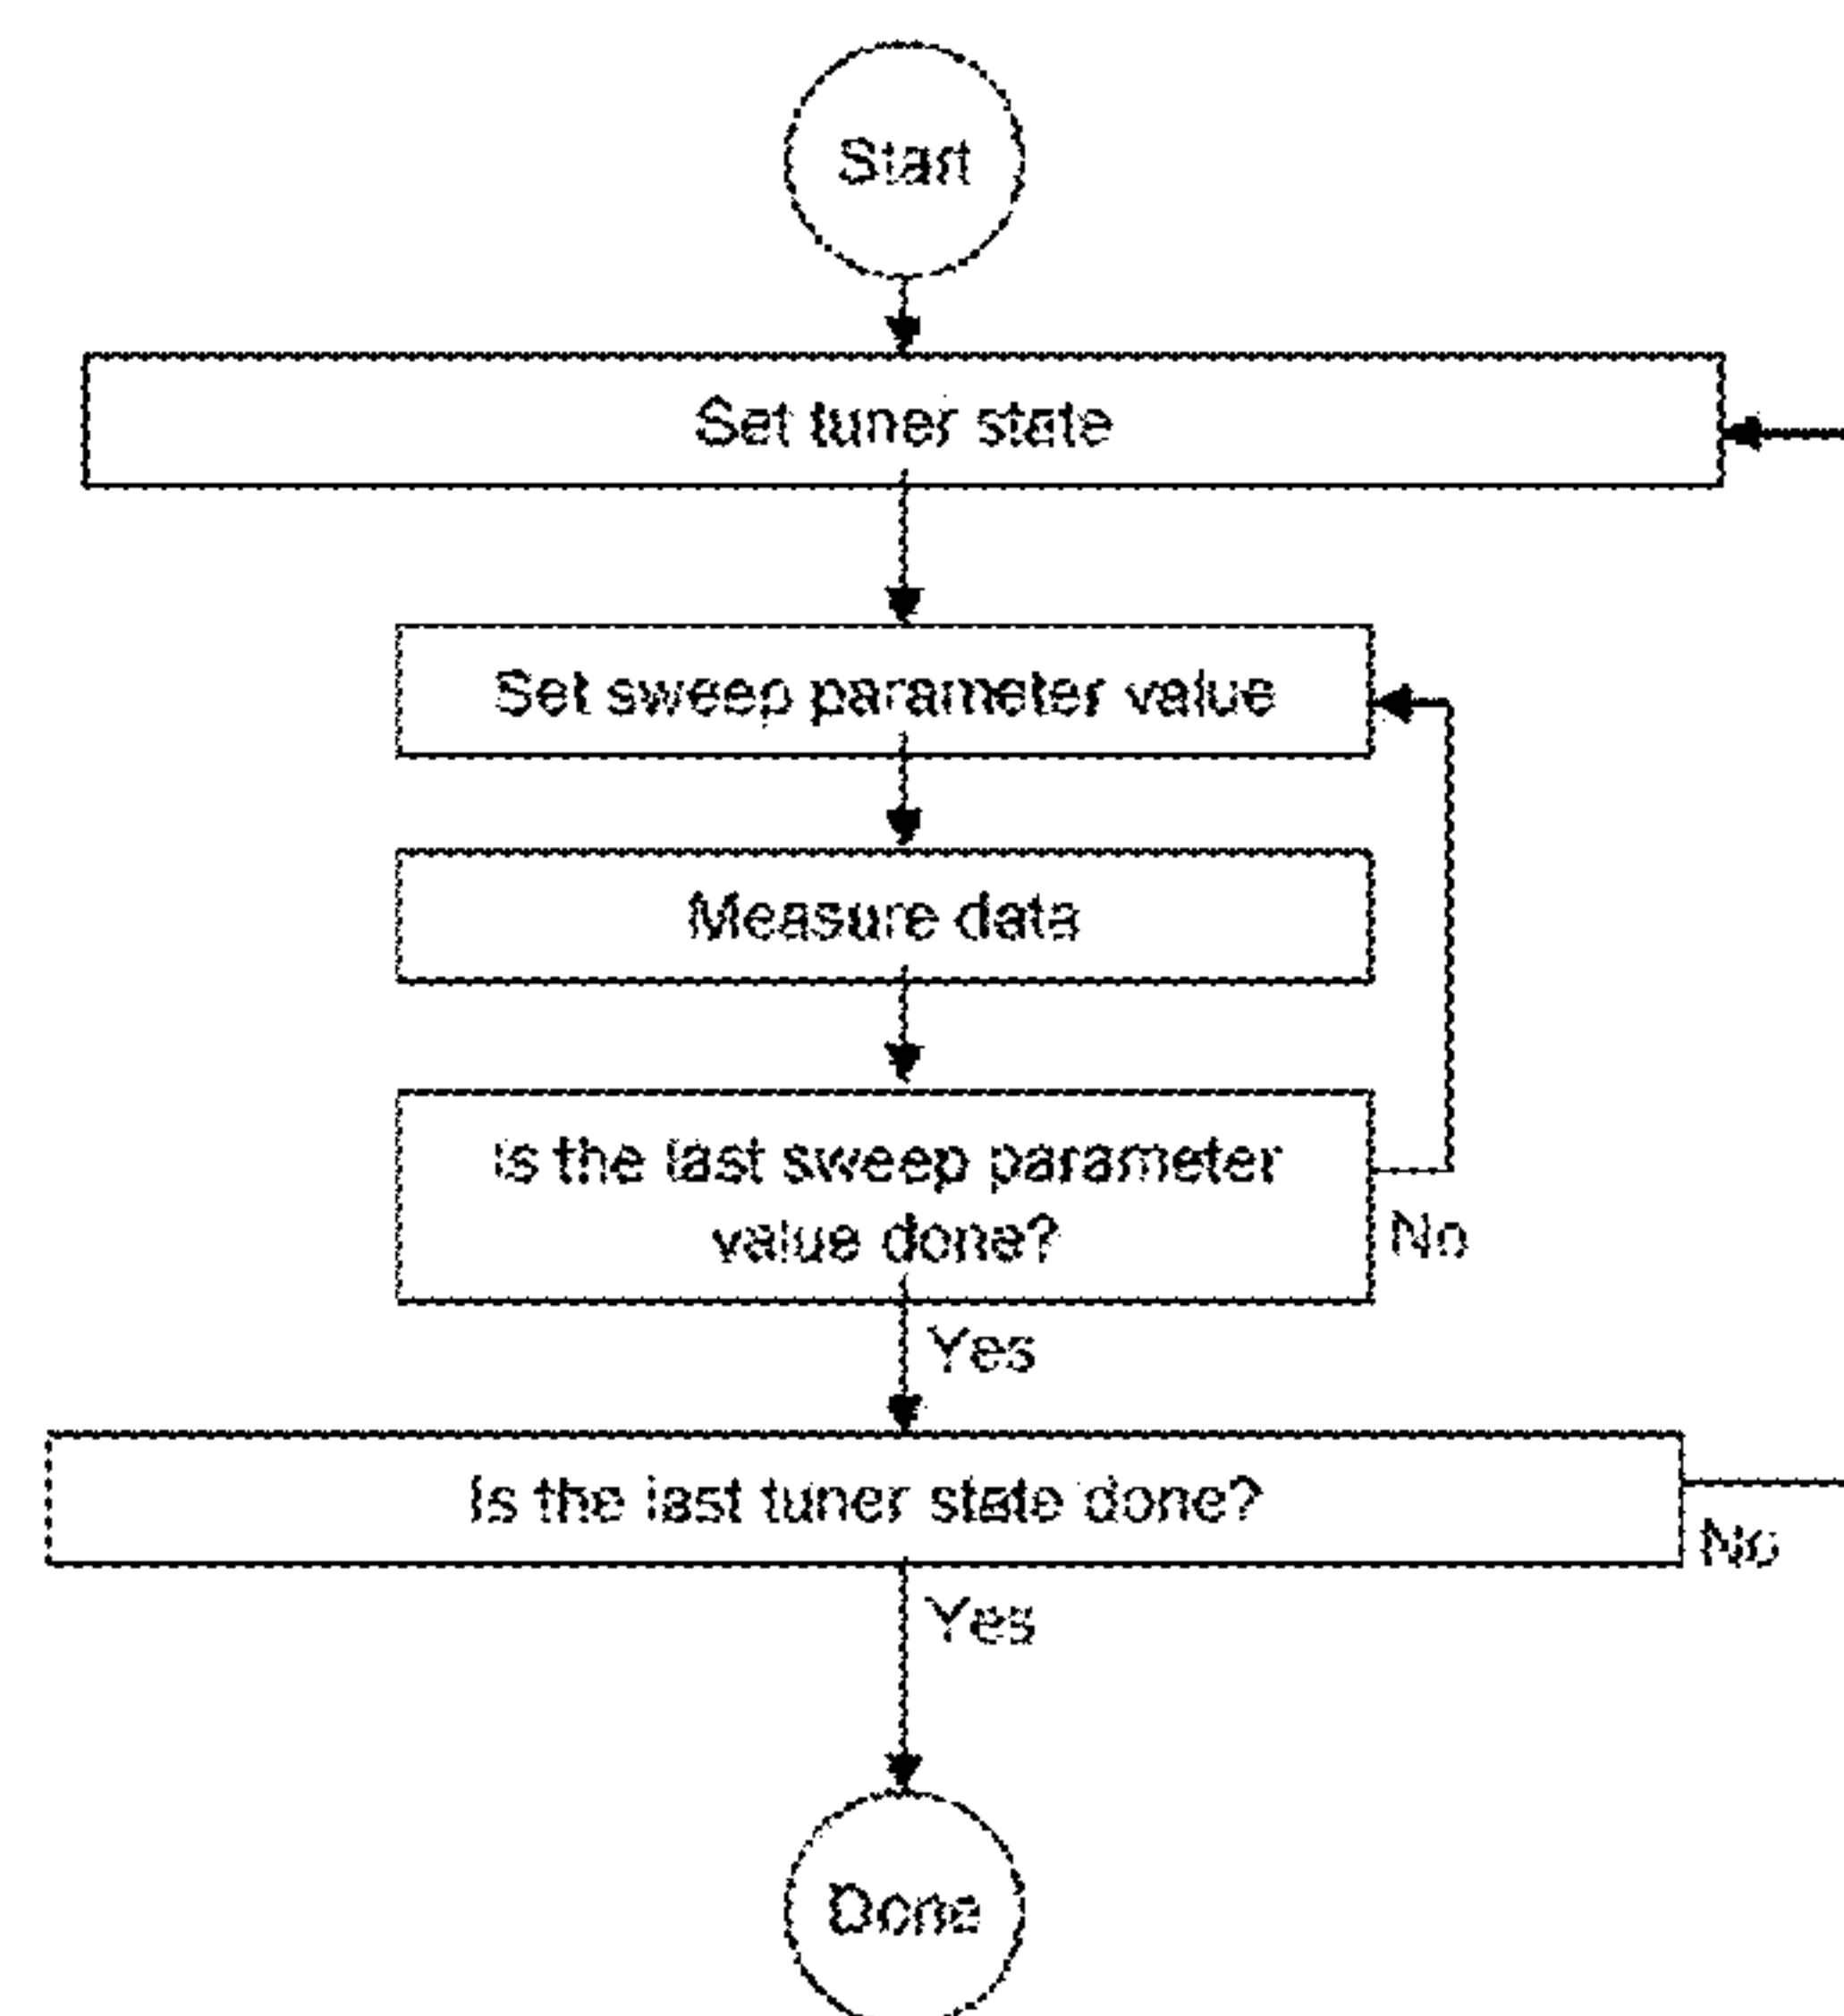 Start
Set tuner state
Set sweep parameter value
Measure data
is the last sweep parameter
value done?
No
Yes
Is the last tuner state done?
No
Yes
Done